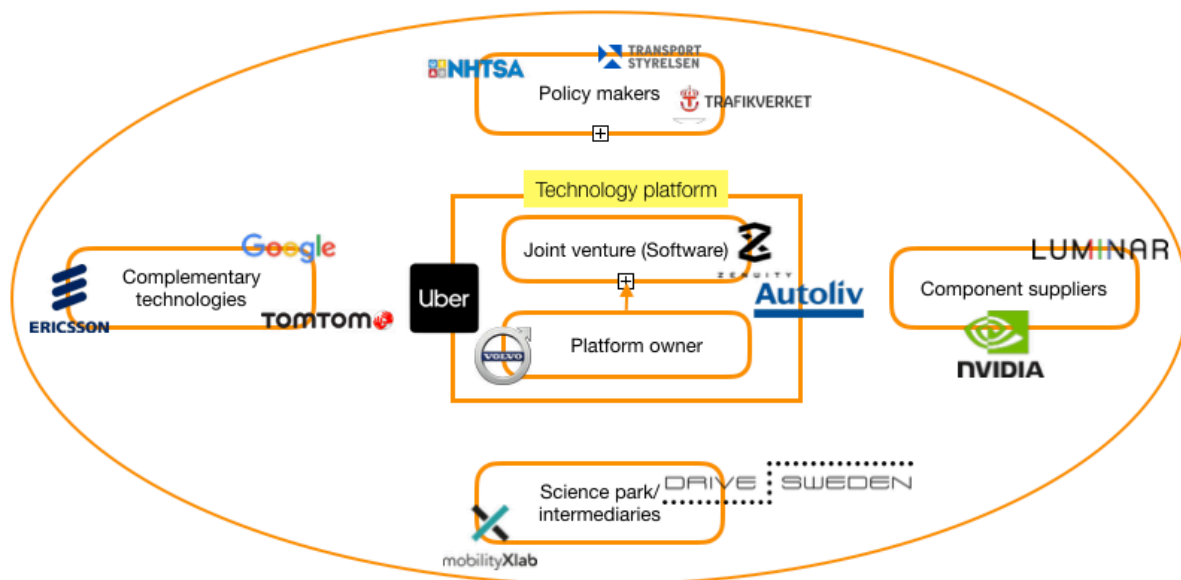 NHTSA
TRANSPORT
STYRELSEN
Policy makers
TRAFIKVERKET
Technology platform
Joint venture (Software)
ZENUITY
Google
Complementary
technologies
ERICSSON
TOMTOM
Uber
Autoliv
VOLVO
Platform owner
LUMINAR
Component suppliers
NVIDIA
Science park/
intermediaries
DRIVE SWEDEN
mobilityXlab